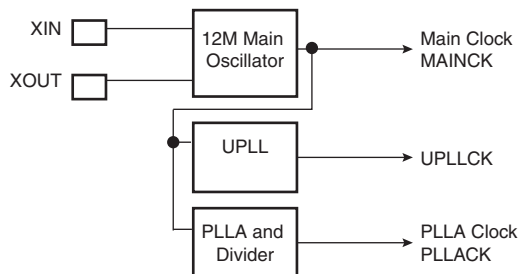 XIN
XOUT
12M Main
Oscillator
Main Clock
MAINCK
UPLL
UPLLCK
PLLA and
Divider
PLLA Clock
PLLACK